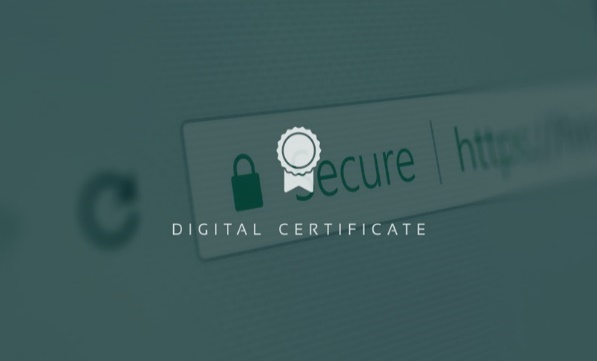 Secure | https://
DIGITAL CERTIFICATE